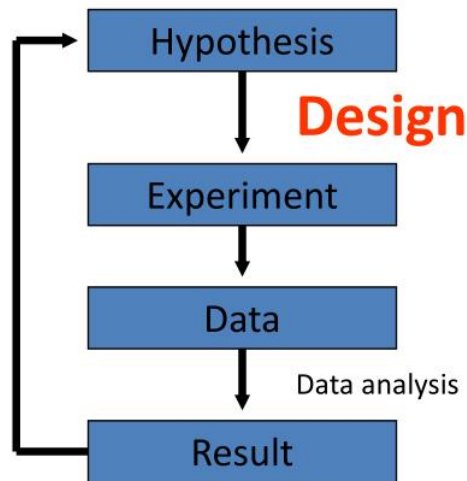 Hypothesis
Design
Experiment
Data
Data analysis
Result